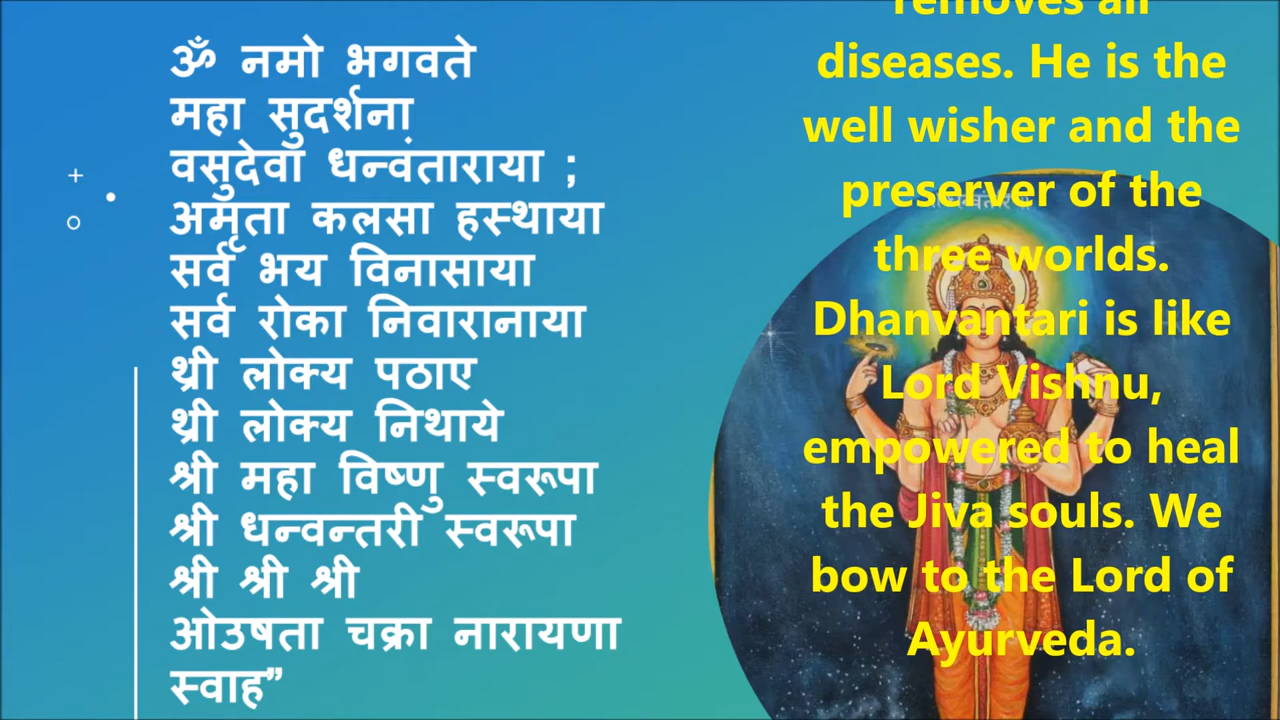 ॐ नमो भगवते
महा सुदर्शना
वसुदेवा धन्वंताराया ;
अमृता कलसा हस्थाया
सर्व भय विनासाया
सर्व रोका निवारानाया
थ्री लोक्य पठाए
थ्री लोक्य निथाये
श्री महा विष्णु स्वरूपा
श्री धन्वन्तरी स्वरूपा
श्री श्री श्री
ओउषता चक्रा नारायणा
स्वाह”
removes all
diseases. He is the
well wisher and the
preserver of the
three worlds.
Dhanvantari is like
Lord Vishnu,
empowered to heal
the Jiva souls. We
bow to the Lord of
Ayurveda.